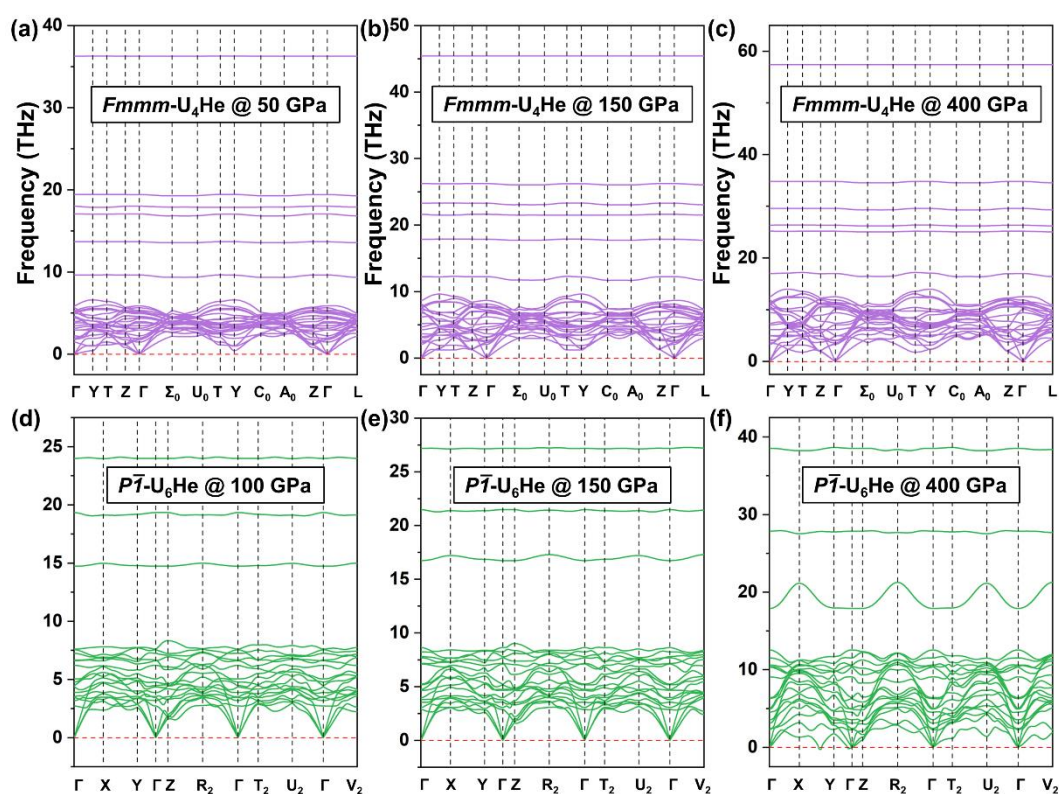 (a)
Fmmm-U₄He @ 50 GPa
Frequency (THz)
40
30
20
10
0
Γ Y T Z Γ Σ₀ U₀ T Y C₀ A₀ Z Γ L
(b)
Fmmm-U₄He @ 150 GPa
Frequency (THz)
50
40
30
20
10
0
Γ Y T Z Γ Σ₀ U₀ T Y C₀ A₀ Z Γ L
(c)
Fmmm-U₄He @ 400 GPa
Frequency (THz)
60
40
20
0
Γ Y T Z Γ Σ₀ U₀ T Y C₀ A₀ Z Γ L
(d)
P1̅-U₆He @ 100 GPa
25
20
15
10
5
0
Γ X Y Γ Z R₂ Γ T₂ U₂ Γ V₂
(e)
P1̅-U₆He @ 150 GPa
30
25
20
15
10
5
0
Γ X Y Γ Z R₂ Γ T₂ U₂ Γ V₂
(f)
P1̅-U₆He @ 400 GPa
40
30
20
10
0
Γ X Y Γ Z R₂ Γ T₂ U₂ Γ V₂